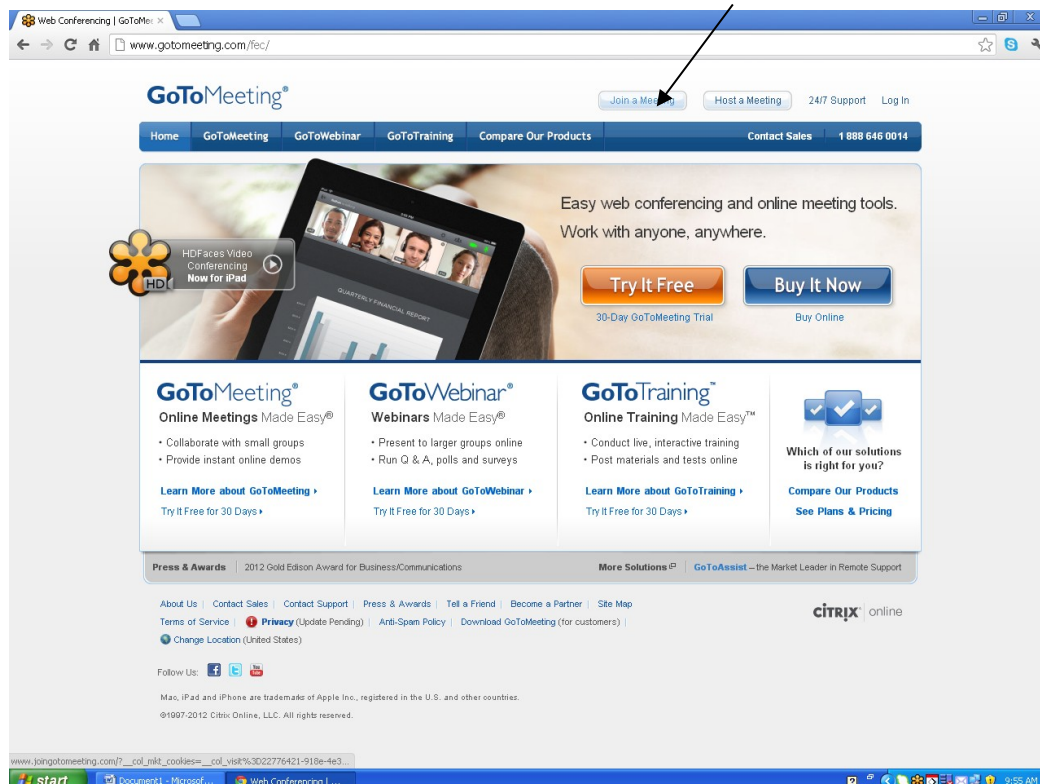 Web Conferencing | GoToMee
www.gotomeeting.com/fec/
GoToMeeting®
Join a Meeting
Host a Meeting
24/7 Support
Log In
Home
GoToMeeting
GoToWebinar
GoToTraining
Compare Our Products
Contact Sales
1 888 646 0014
HDFaces Video
Conferencing
Now for iPad
HD
QUARTERLY FINANCIAL REPORT
Easy web conferencing and online meeting tools.
Work with anyone, anywhere.
Try It Free
Buy It Now
30-Day GoToMeeting Trial
Buy Online
GoToMeeting®
Online Meetings Made Easy®
• Collaborate with small groups
• Provide instant online demos
Learn More about GoToMeeting
Try It Free for 30 Days
GoToWebinar®
Webinars Made Easy®
• Present to larger groups online
• Run Q & A, polls and surveys
Learn More about GoToWebinar
Try It Free for 30 Days
GoToTraining™
Online Training Made Easy™
• Conduct live, interactive training
• Post materials and tests online
Learn More about GoToTraining
Try It Free for 30 Days
Which of our solutions
is right for you?
Compare Our Products
See Plans & Pricing
Press & Awards
2012 Gold Edison Award for Business/Communications
More Solutions
GoToAssist – the Market Leader in Remote Support
About Us | Contact Sales | Contact Support | Press & Awards | Tell a Friend | Become a Partner | Site Map
Terms of Service | Privacy (Update Pending) | Anti-Spam Policy | Download GoToMeeting (for customers) |
Change Location (United States)
CITRIX® online
Follow Us:
Mac, iPad and iPhone are trademarks of Apple Inc., registered in the U.S. and other countries.
©1997-2012 Citrix Online, LLC. All rights reserved.
www.joingotomeeting.com/?__col_mkt_cookies=__col_visit%3D22776421-918e-4e3...
start
Document1 - Microsof...
Web Conferencing | ...
9:55 AM